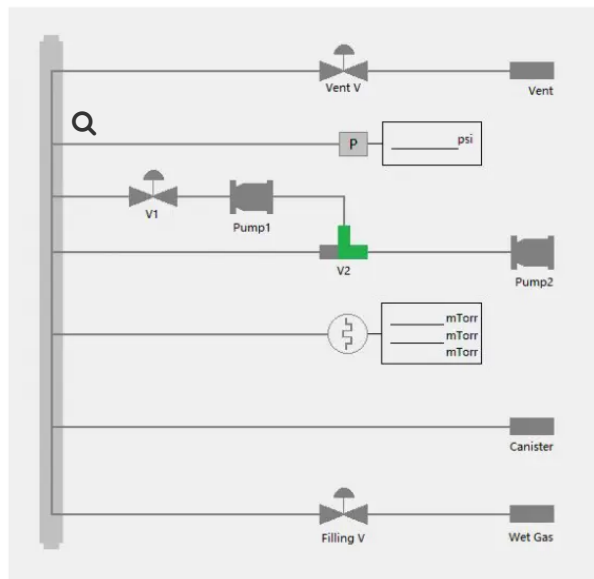 Vent V
Vent
P
psi
V1
Pump1
V2
Pump2
mTorr
mTorr
mTorr
Canister
Filling V
Wet Gas